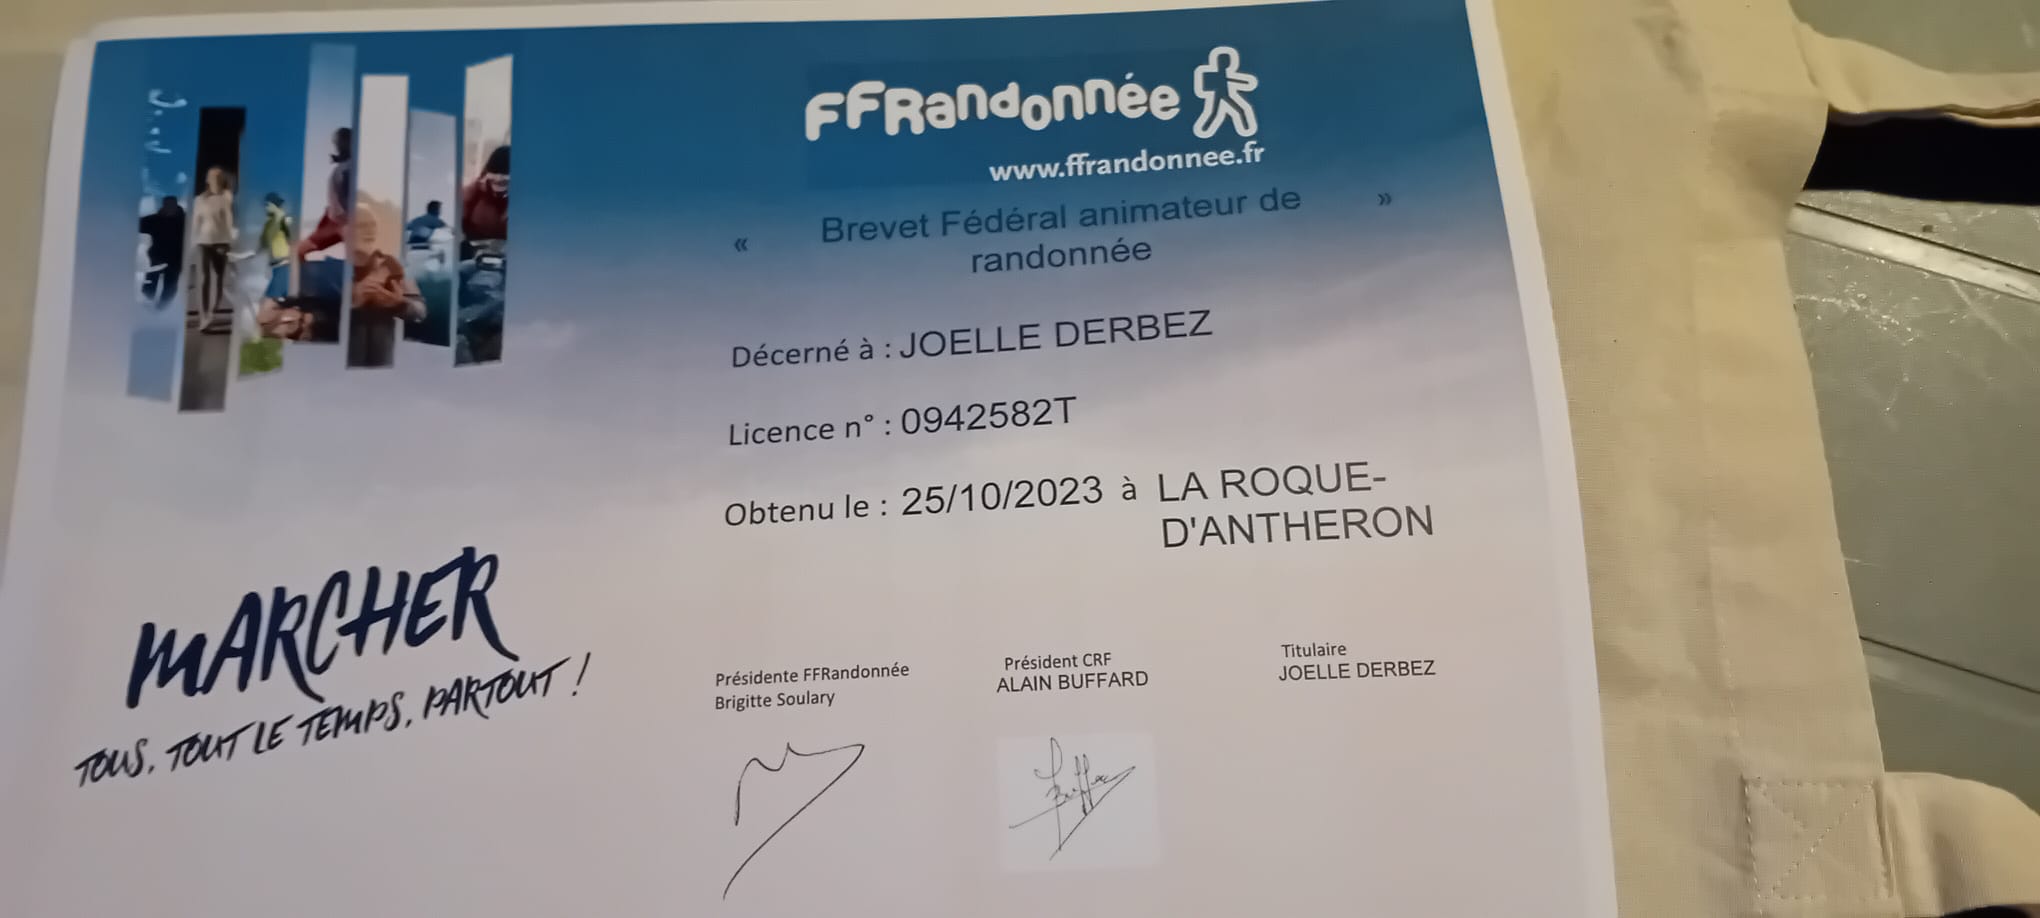 FFRandonnée
www.ffrandonnee.fr
« Brevet Fédéral animateur de »
randonnée
Décerné à : JOELLE DERBEZ
Licence n° : 0942582T
Obtenu le : 25/10/2023 à LA ROQUE-
D'ANTHERON
MARCHER
TOUS, TOUT LE TEMPS, PARTOUT !
Présidente FFRandonnée
Brigitte Soulary
Président CRF
ALAIN BUFFARD
Titulaire
JOELLE DERBEZ